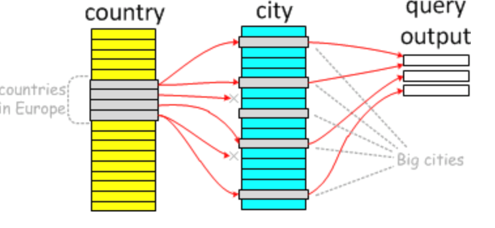 country
city
query
output
countries
in Europe
Big cities